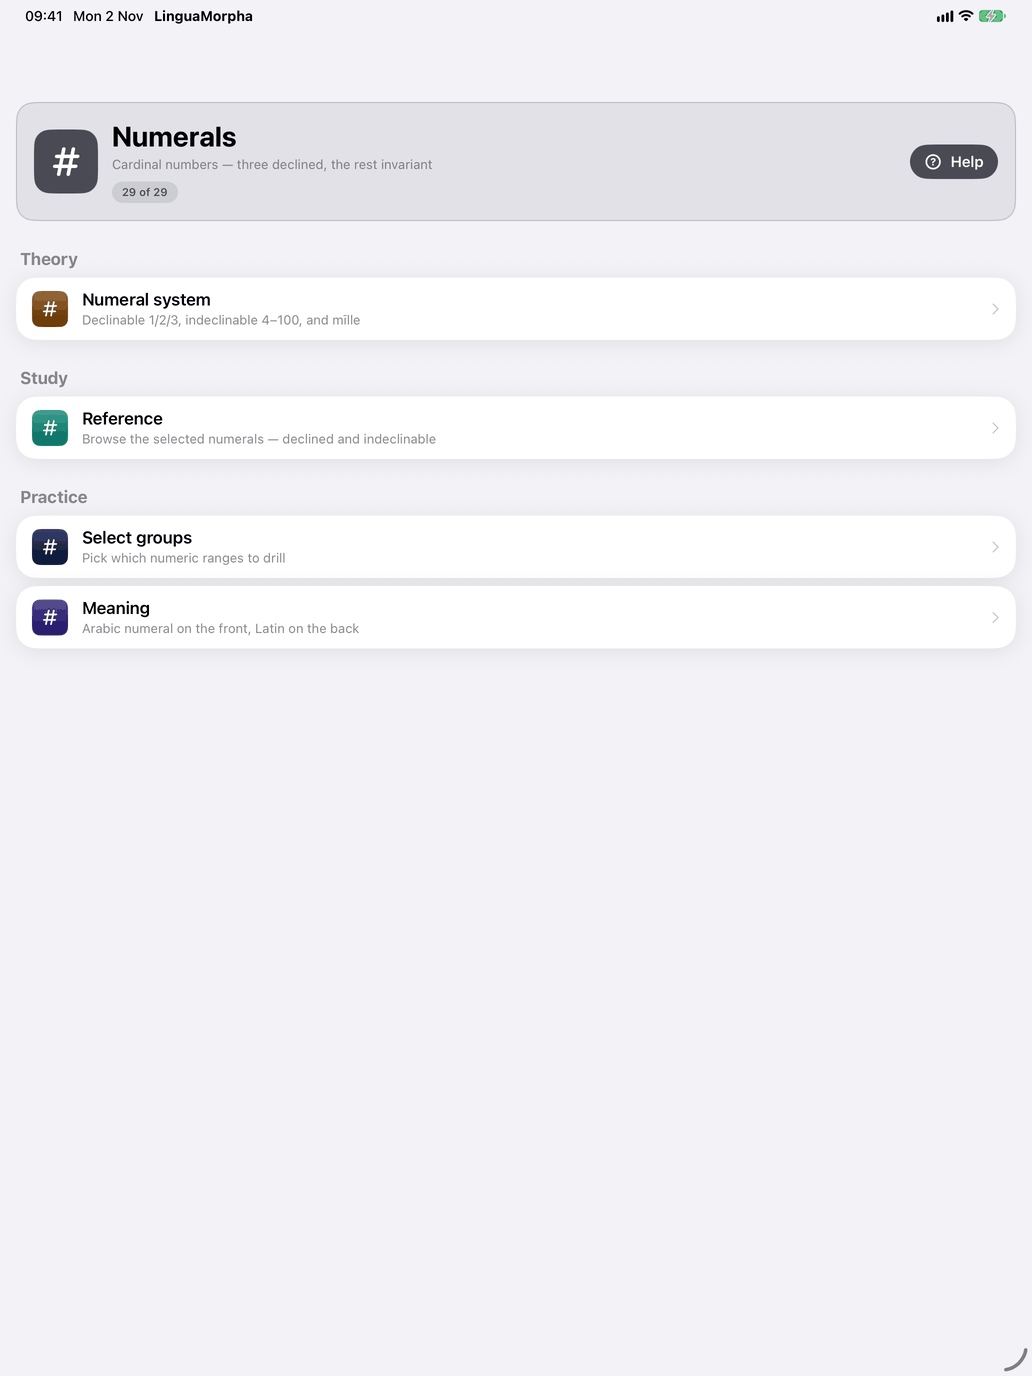 09:41 Mon 2 Nov LinguaMorpha
# Numerals
Cardinal numbers — three declined, the rest invariant
29 of 29
Help
Theory
# Numeral system
Declinable 1/2/3, indeclinable 4–100, and mīlle
Study
# Reference
Browse the selected numerals — declined and indeclinable
Practice
# Select groups
Pick which numeric ranges to drill
# Meaning
Arabic numeral on the front, Latin on the back